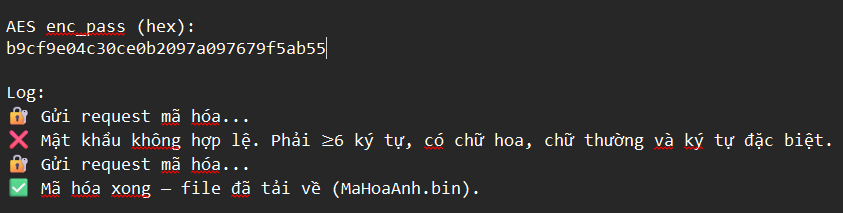 AES enc_pass (hex):
b9cf9e04c30ce0b2097a097679f5ab55
Log:
🔐 Gửi request mã hóa...
❌ Mật khẩu không hợp lệ. Phải ≥6 ký tự, có chữ hoa, chữ thường và ký tự đặc biệt.
🔐 Gửi request mã hóa...
✅ Mã hóa xong — file đã tải về (MaHoaAnh.bin).